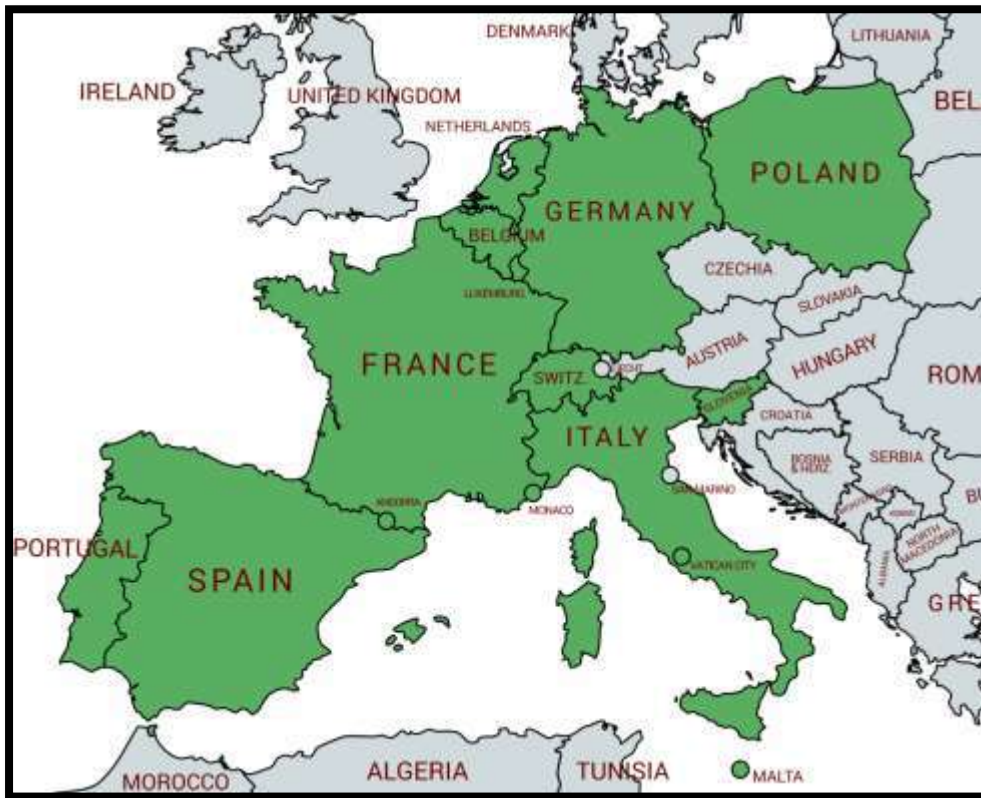 DENMARK
LITHUANIA
IRELAND
UNITED KINGDOM
BEL
NETHERLANDS
POLAND
GERMANY
BELGIUM
CZECHIA
LUXEMBURG
SLOVAKIA
AUSTRIA
HUNGARY
FRANCE
SWITZ.
ROM
SLOVENIA
CROATIA
ITALY
BOSNIA
& HERZ.
SERBIA
SAN MARINO
ANDORRA
MONACO
MONTENEGRO
NORTH
MACEDONIA
PORTUGAL
VATICAN CITY
ALBANIA
SPAIN
GRE
ALGERIA
TUNISIA
MALTA
MOROCCO